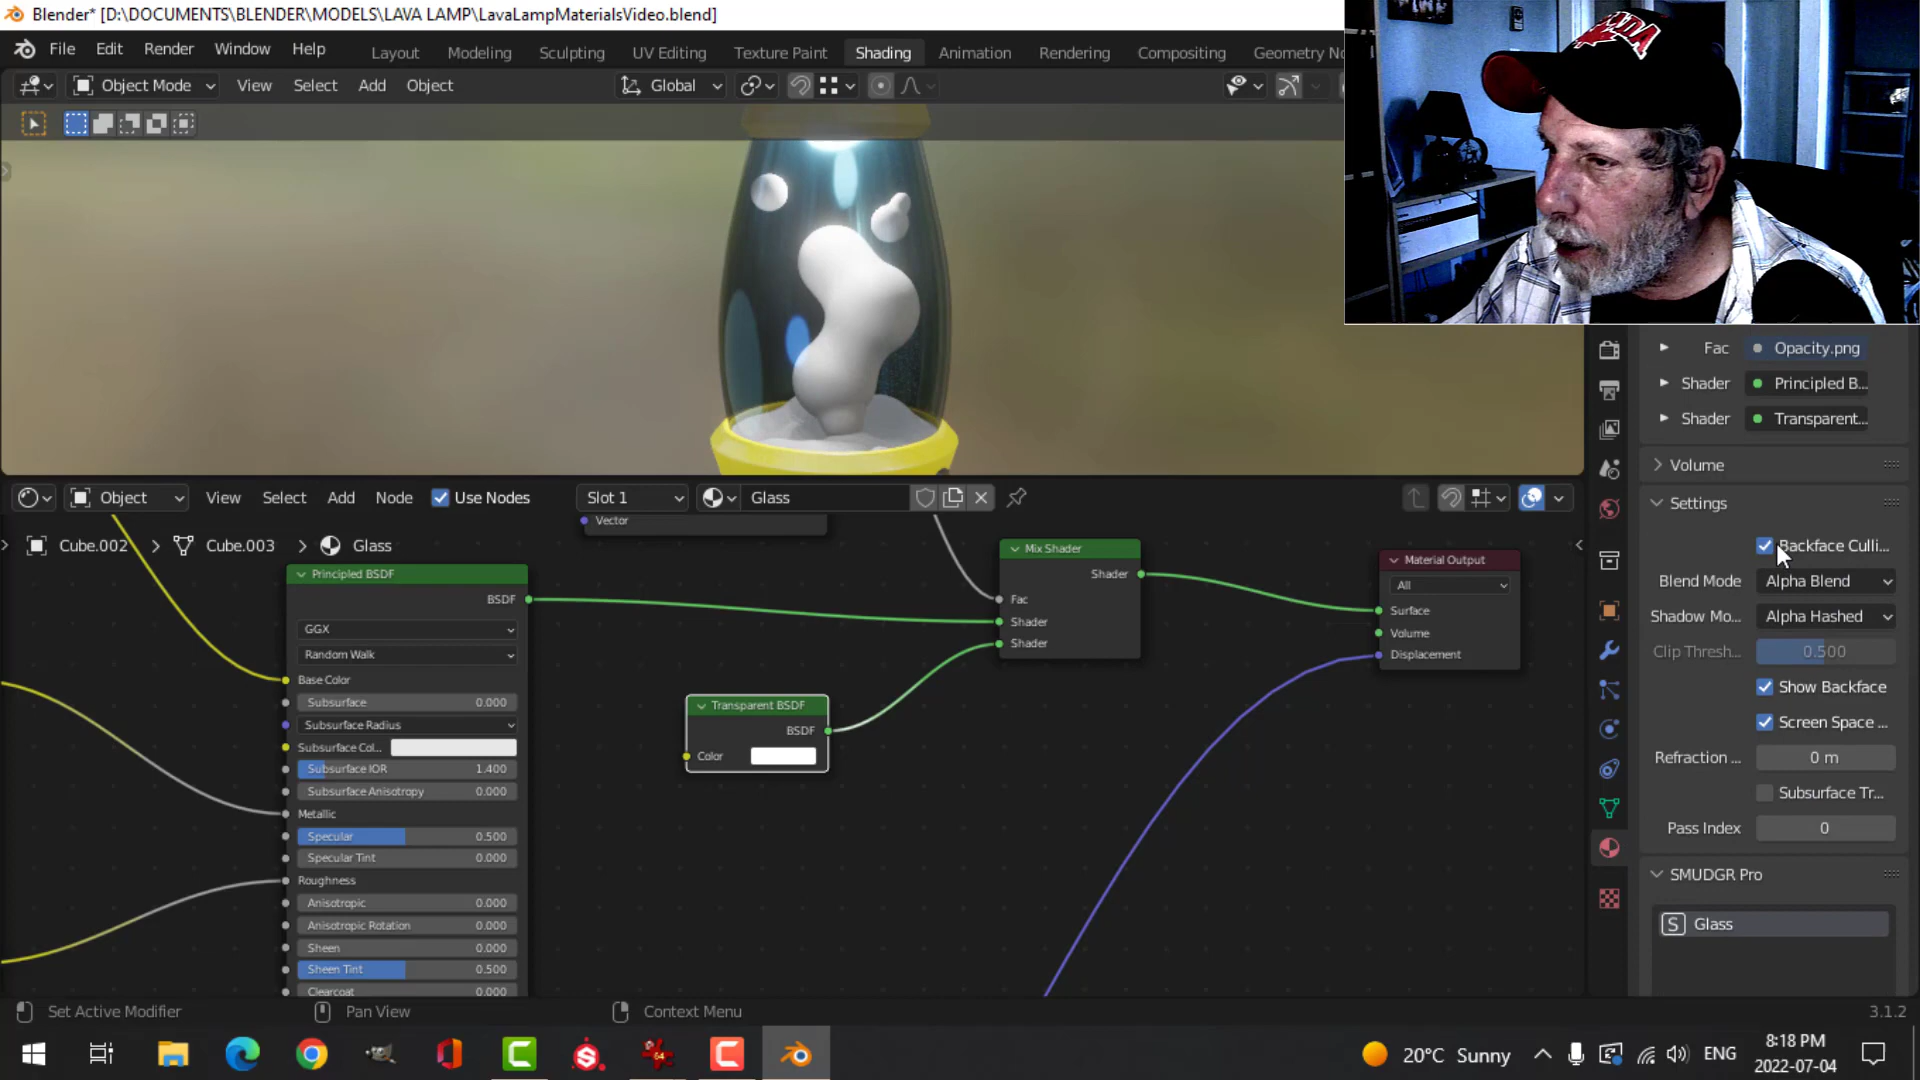 Blender* [D:\DOCUMENTS\BLENDER\MODELS\LAVA LAMP\LavaLampMaterialsVideo.blend]
File Edit Render Window Help Layout Modeling Sculpting UV Editing Texture Paint Shading Animation Rendering Compositing Geometry No
Object Mode View Select Add Object Global
Fac Opacity.png
Shader Principled B...
Shader Transparent...
Volume
Settings
Backface Culli...
Blend Mode Alpha Blend
Shadow Mo... Alpha Hashed
Clip Thresh... 0.500
Show Backface
Screen Space ...
Refraction ... 0 m
Subsurface Tr...
Pass Index 0
SMUDGR Pro
S Glass
Object View Select Add Node Use Nodes Slot 1 Glass
Vector
Cube.002 > Cube.003 > Glass
Principled BSDF
BSDF
GGX
Random Walk
Base Color
Subsurface 0.000
Subsurface Radius
Subsurface Col...
Subsurface IOR 1.400
Subsurface Anisotropy 0.000
Metallic
Specular 0.500
Specular Tint 0.000
Roughness
Anisotropic 0.000
Anisotropic Rotation 0.000
Sheen 0.000
Sheen Tint 0.500
Clearcoat 0.000
Transparent BSDF
BSDF
Color
Mix Shader
Shader
Fac
Shader
Shader
Material Output
All
Surface
Volume
Displacement
Set Active Modifier Pan View Context Menu 3.1.2
20°C Sunny ENG
8:18 PM
2022-07-04